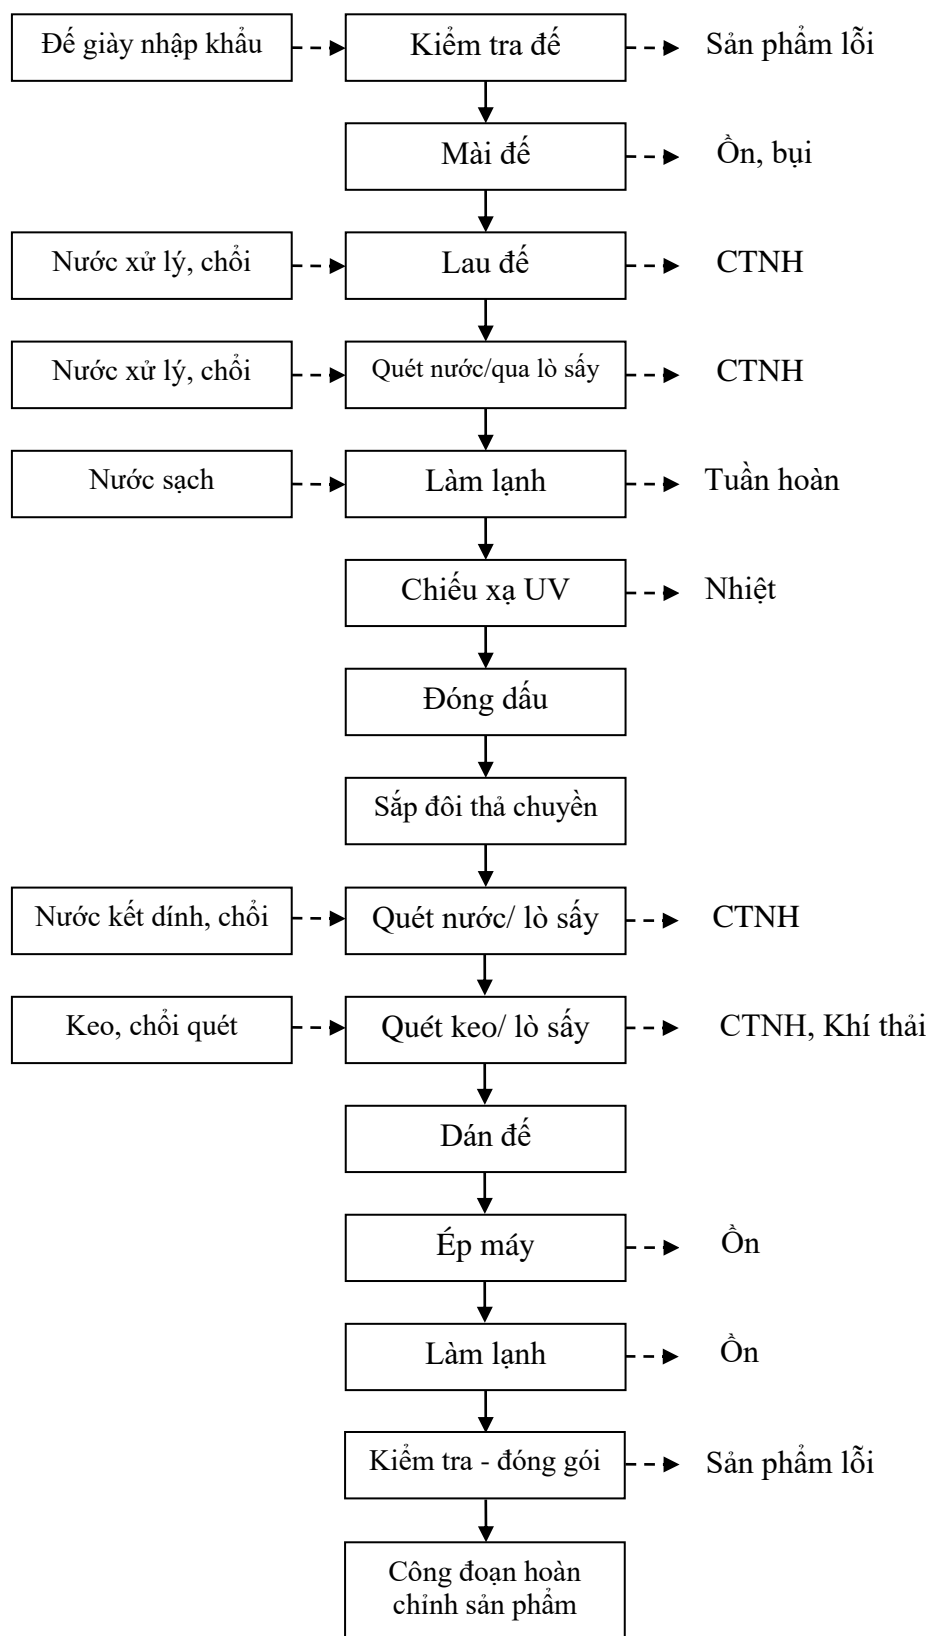 Đế giày nhập khẩu
Kiểm tra đế
Sản phẩm lỗi
Mài đế
Ồn, bụi
Nước xử lý, chổi
Lau đế
CTNH
Nước xử lý, chổi
Quét nước/qua lò sấy
CTNH
Nước sạch
Làm lạnh
Tuần hoàn
Chiếu xạ UV
Nhiệt
Đóng dấu
Sắp đôi thả chuyền
Nước kết dính, chổi
Quét nước/ lò sấy
CTNH
Keo, chổi quét
Quét keo/ lò sấy
CTNH, Khí thải
Dán đế
Ép máy
Ồn
Làm lạnh
Ồn
Kiểm tra - đóng gói
Sản phẩm lỗi
Công đoạn hoàn
chỉnh sản phẩm